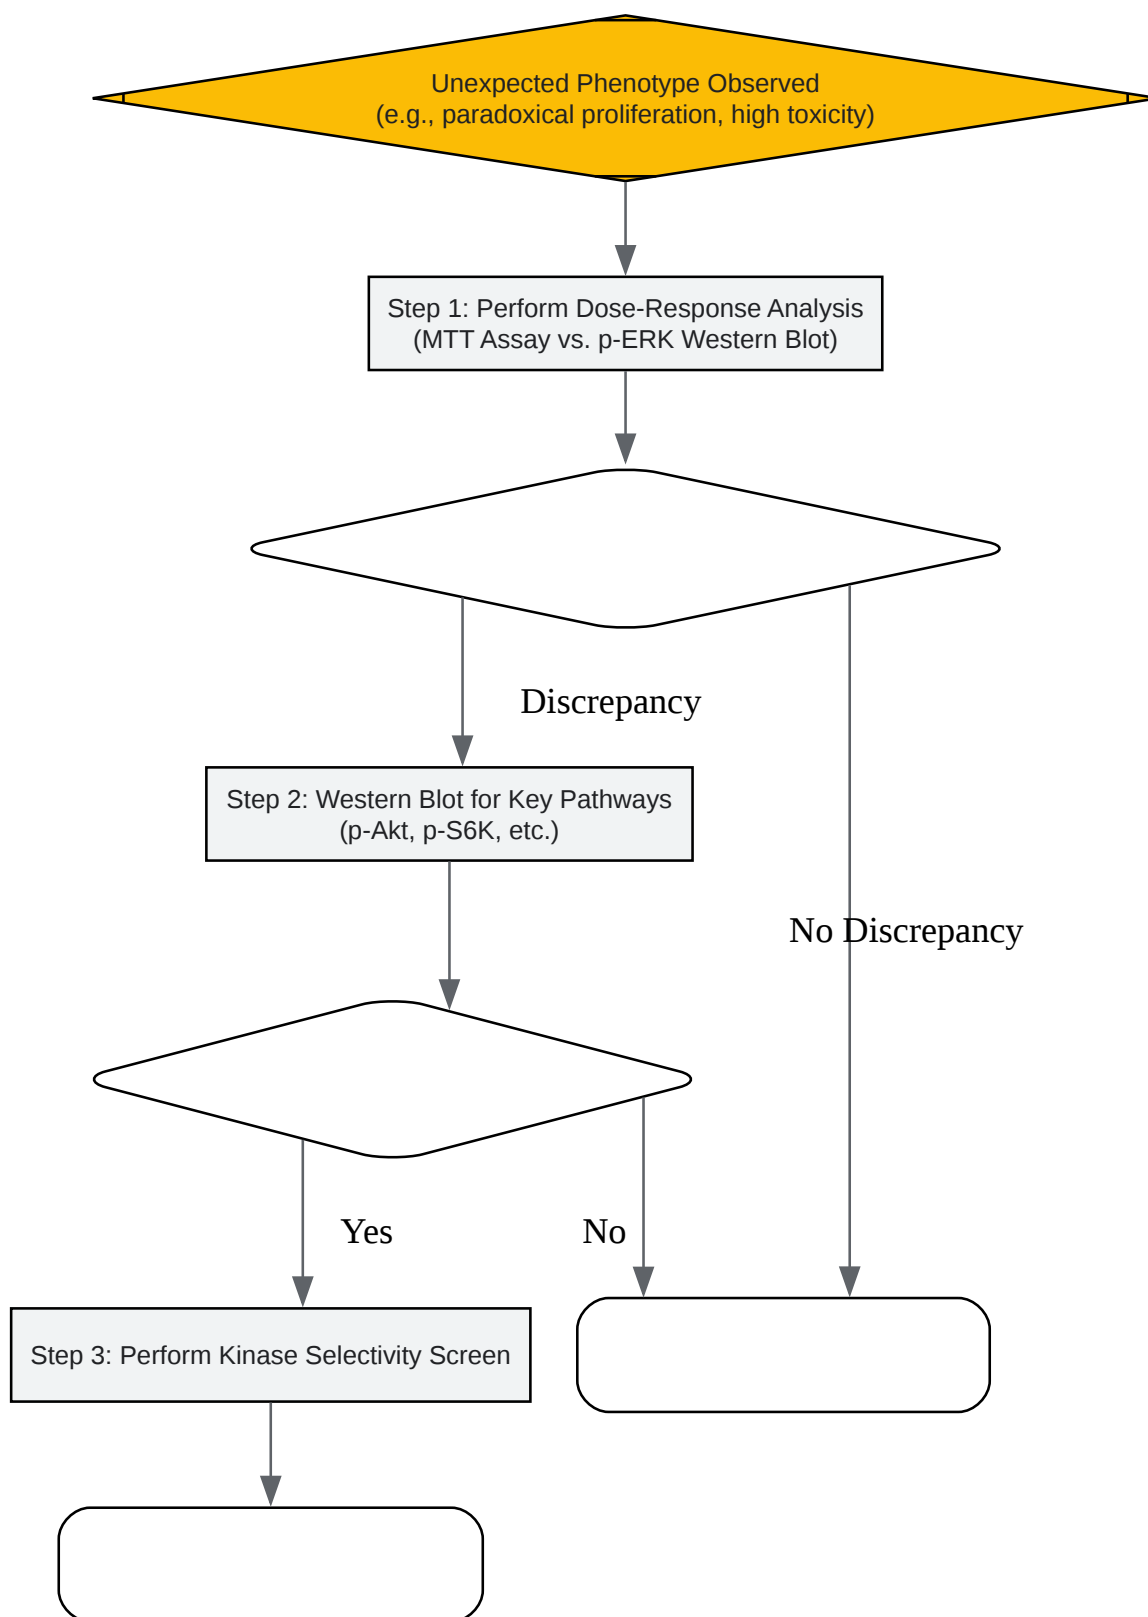 Unexpected Phenotype Observed
(e.g., paradoxical proliferation, high toxicity)
Step 1: Perform Dose-Response Analysis
(MTT Assay vs. p-ERK Western Blot)
Discrepancy
Step 2: Western Blot for Key Pathways
(p-Akt, p-S6K, etc.)
No Discrepancy
Yes
No
Step 3: Perform Kinase Selectivity Screen